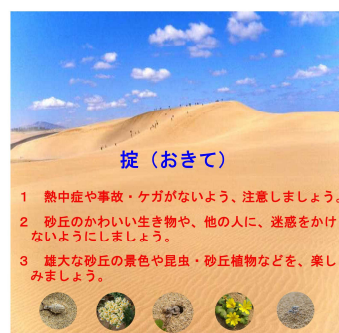 掟（おきて）
１　熱中症や事故・ケガがないよう、注意しましょう。
２　砂丘のかわいい生き物や、他の人に、迷惑をかけ
ないようにしましょう。
３　雄大な砂丘の景色や昆虫・砂丘植物などを、楽し
みましょう。